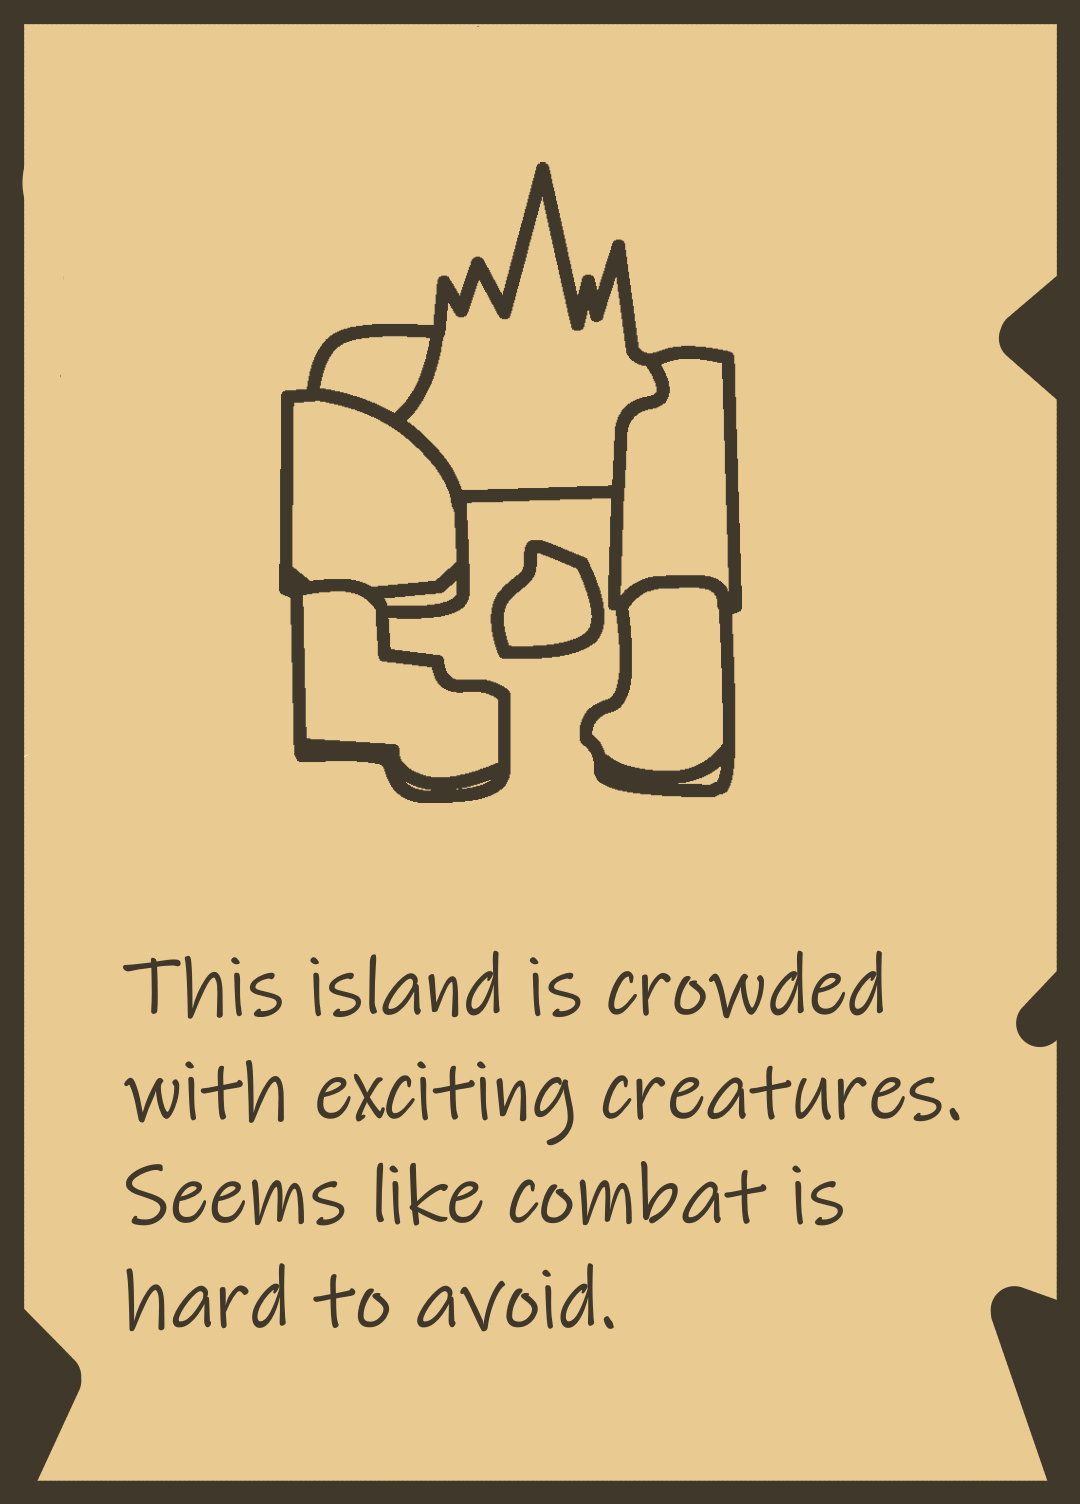 This island is crowded
with exciting creatures.
Seems like combat is
hard to avoid.